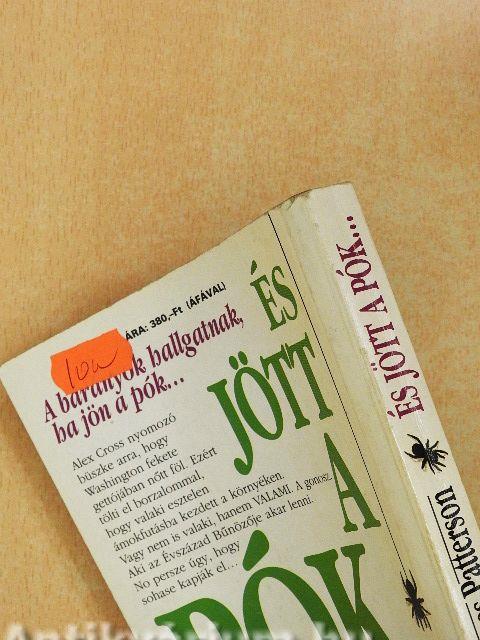 ÁRA: 380,-Ft (ÁFÁVAL)
A bárányok hallgatnak,
ha jön a pók...
Alex Cross nyomozó
büszke arra, hogy
Washington fekete
gettójában nőtt föl. Ezért
tölti el borzalommal,
hogy valaki esztelen
ámokfutásba kezdett a környéken.
Vagy nem is valaki, hanem VALAMI. A gonosz.
Aki az Évszázad Bűnözője akar lenni.
No persze úgy, hogy
sohase kapják el...
ÉS
JÖTT
A
PÓK
ÉS JÖTT A PÓK...
Patterson
Antikvárium.hu